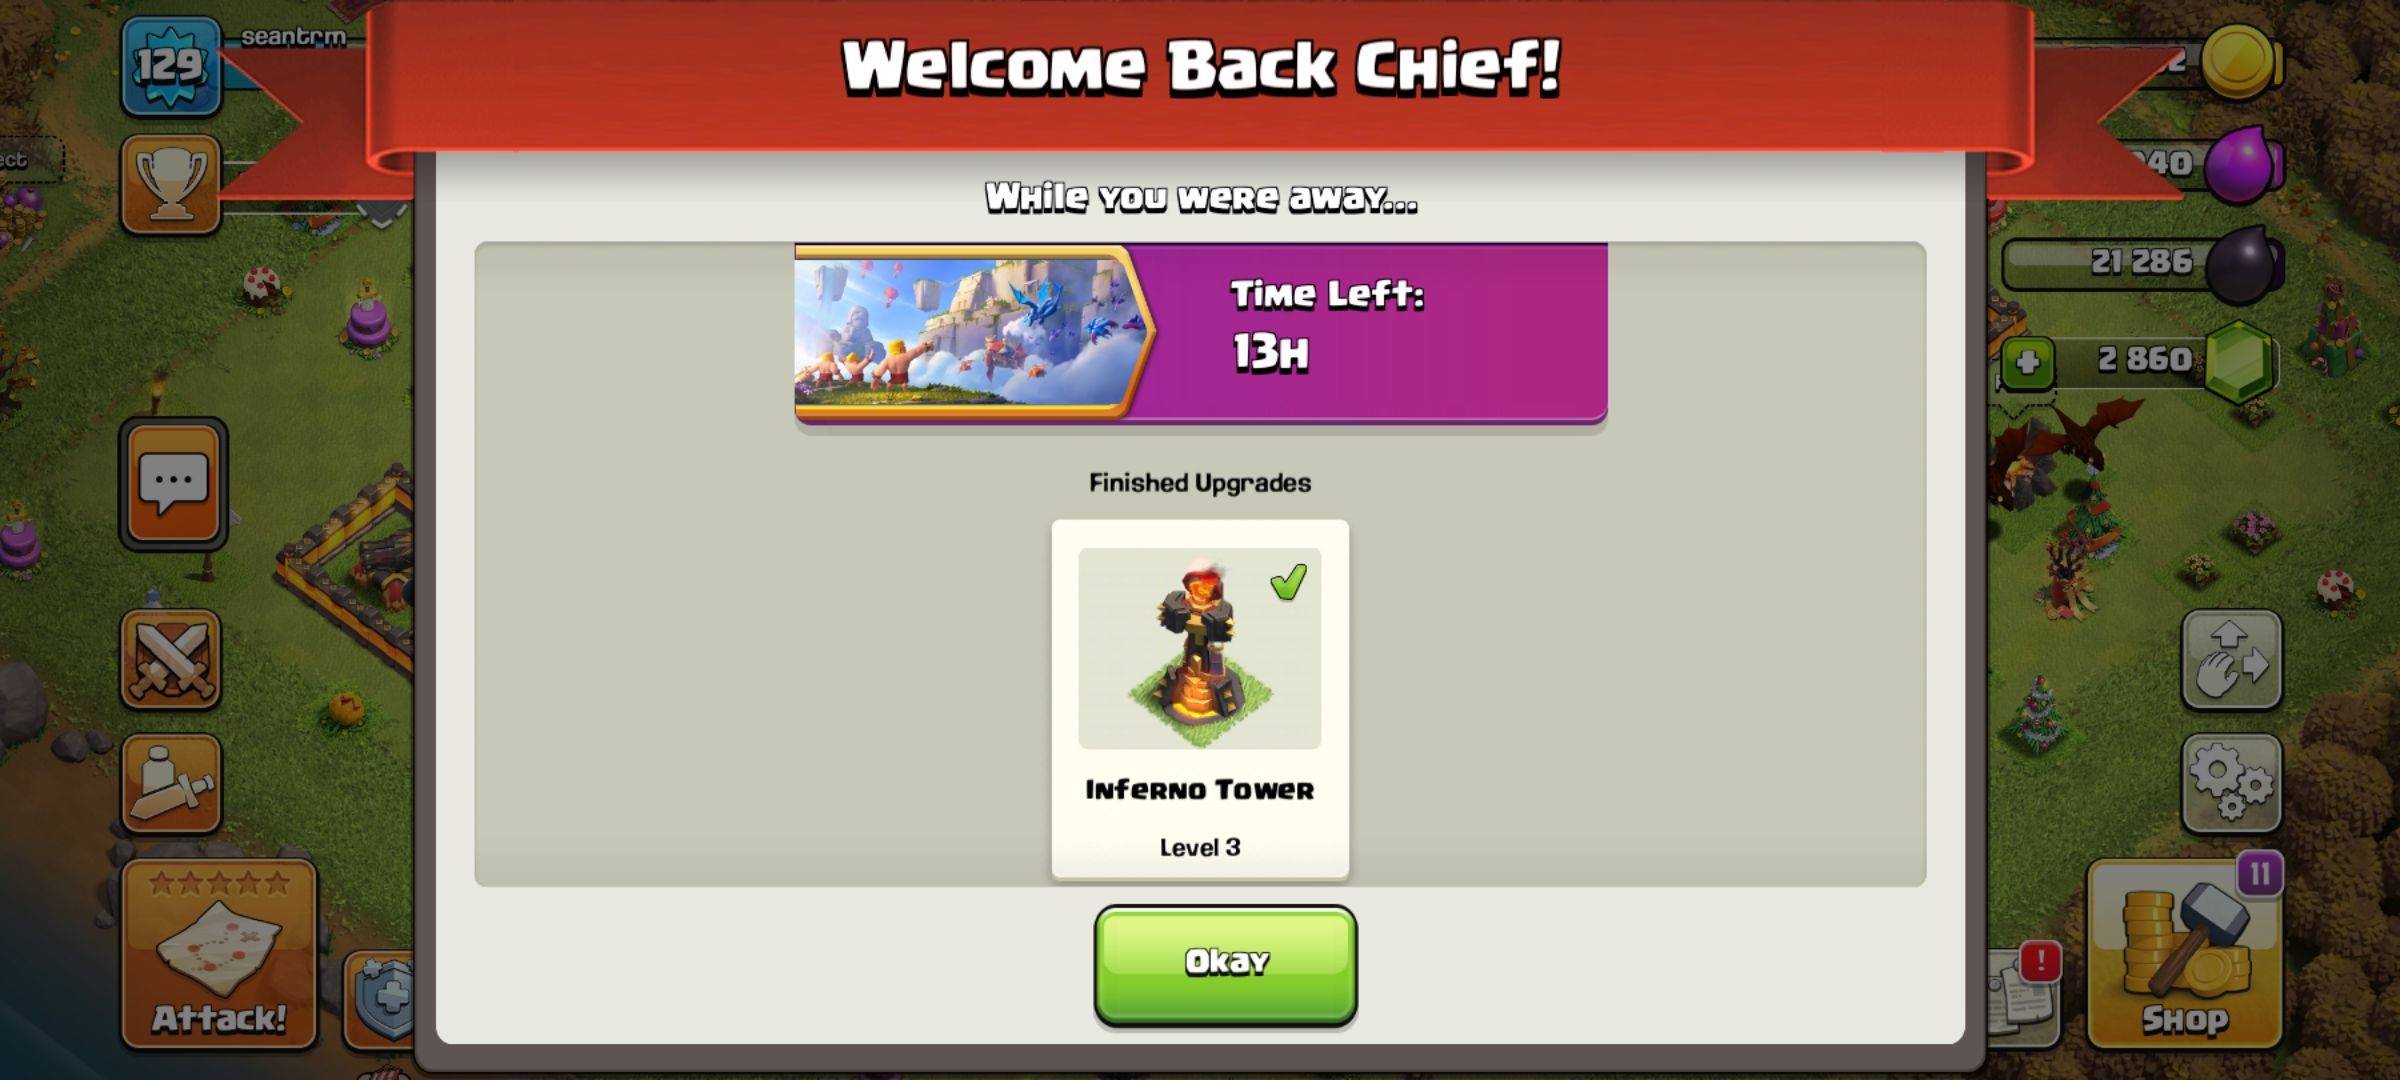 Welcome Back Chief!
129
seantrm
While you were away...
Time Left:
13H
40
21 286
2 860
Finished Upgrades
Inferno Tower
Level 3
Okay
Attack!
11
!
Shop